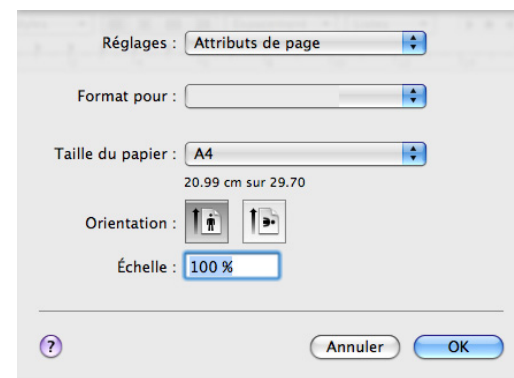 Réglages : Attributs de page
Format pour :
Taille du papier : A4
20.99 cm sur 29.70
Orientation :
Échelle : 100 %
? Annuler OK